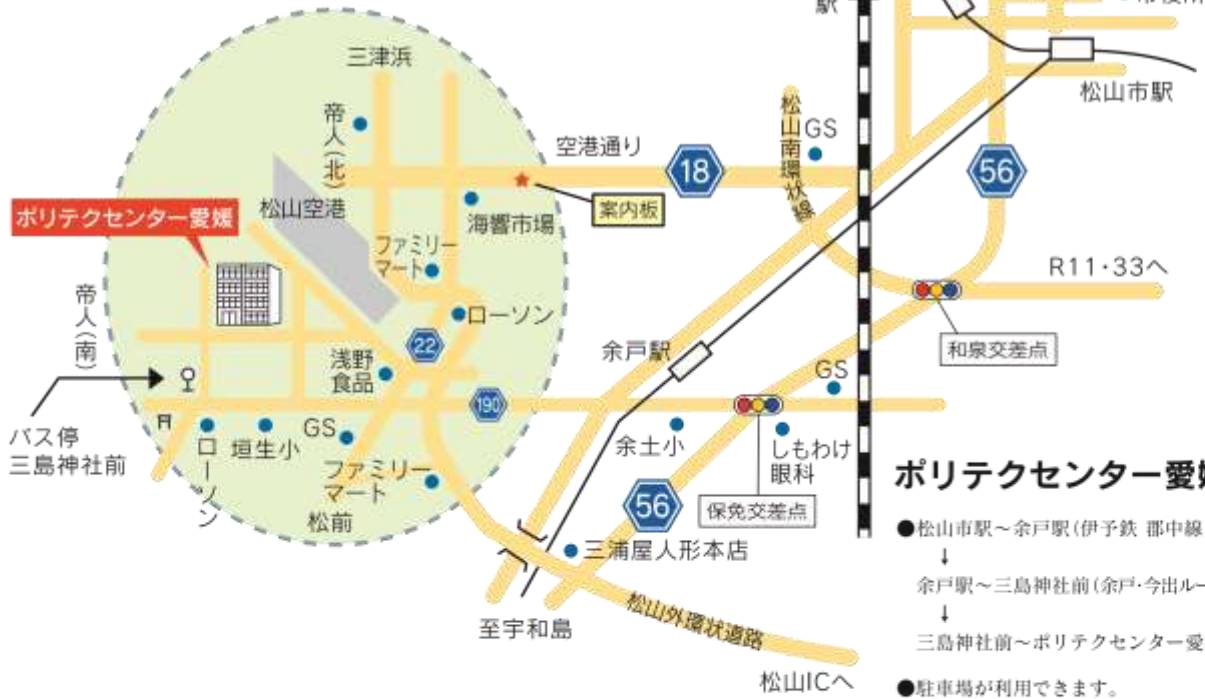 駅
三津浜
松山市駅
帝人(北)
松山南環状線
GS
空港通り
18
56
案内板
松山空港
海響市場
ポリテクセンター愛媛
ファミリー
マート
R11・33へ
帝人(南)
ローソン
22
余戸駅
和泉交差点
浅野
食品
GS
190
バス停
三島神社前
ローソン
垣生小
GS
余土小
しもわけ
眼科
ファミリー
マート
56
保免交差点
松前
三浦屋人形本店
松山外環状道路
至宇和島
松山ICへ
ポリテクセンター愛媛
●松山市駅～余戸駅(伊予鉄 郡中線
↓
余戸駅～三島神社前(余戸・今出ルー
↓
三島神社前～ポリテクセンター愛
●駐車場が利用できます。